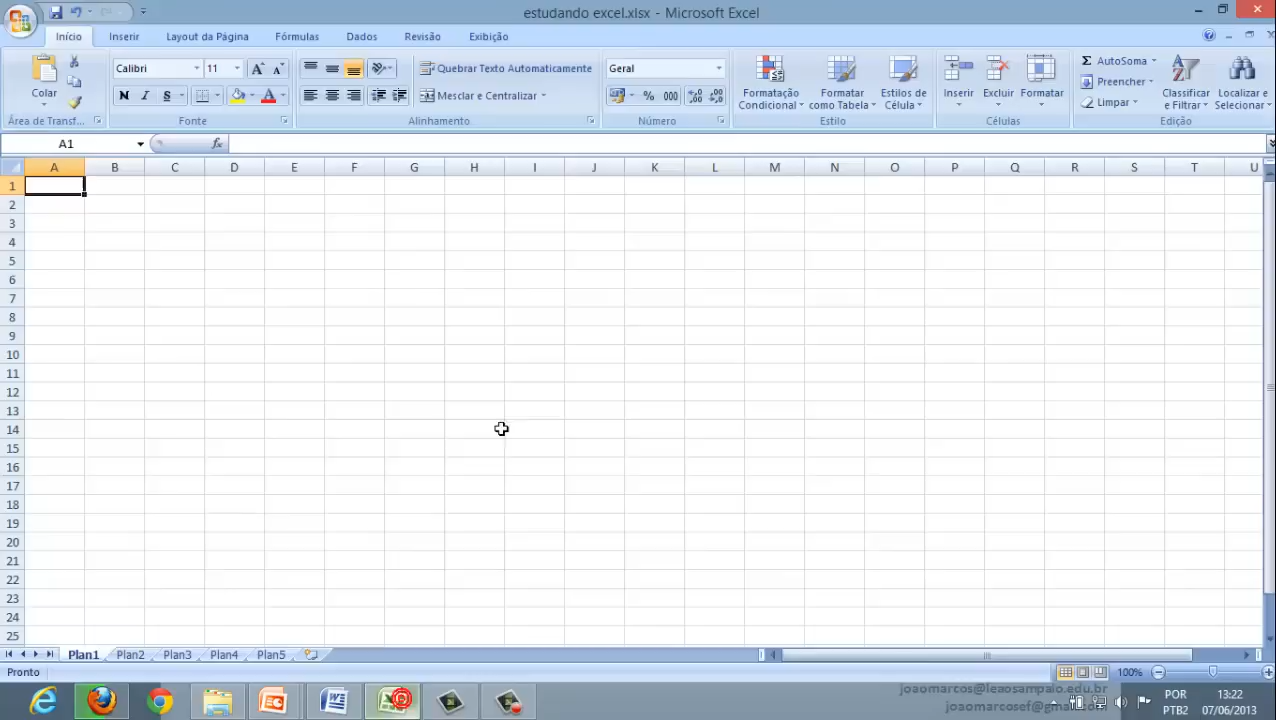 estudando excel.xlsx - Microsoft Excel
Início Inserir Layout da Página Fórmulas Dados Revisão Exibição
Colar
Calibri 11
N I S
Quebrar Texto Automaticamente
Mesclar e Centralizar
Geral
% 000
Formatação Condicional
Formatar como Tabela
Estilos de Célula
Inserir Excluir Formatar
AutoSoma
Preencher
Limpar
Classificar e Filtrar
Localizar e Selecionar
Área de Transf... Fonte Alinhamento Número Estilo Células Edição
A1 fx
A B C D E F G H I J K L M N O P Q R S T U
1
2
3
4
5
6
7
8
9
10
11
12
13
14
15
16
17
18
19
20
21
22
23
24
25
Plan1 Plan2 Plan3 Plan4 Plan5
Pronto 100%
joaomarcos@leaosampaio.edu.br
joaomarcosef@gmail
POR 13:22
PTB2 07/06/2013